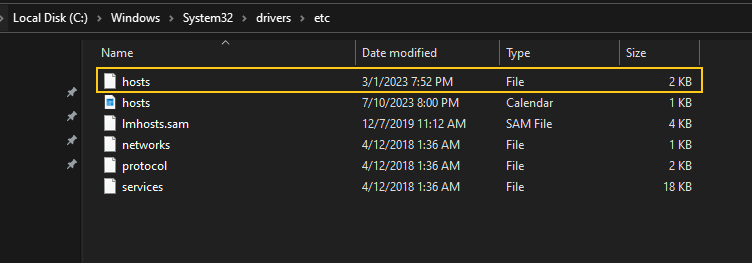 Local Disk (C:) > Windows > System32 > drivers > etc
Name Date modified Type Size
hosts 3/1/2023 7:52 PM File 2 KB
hosts 7/10/2023 8:00 PM Calendar 1 KB
lmhosts.sam 12/7/2019 11:12 AM SAM File 4 KB
networks 4/12/2018 1:36 AM File 1 KB
protocol 4/12/2018 1:36 AM File 2 KB
services 4/12/2018 1:36 AM File 18 KB